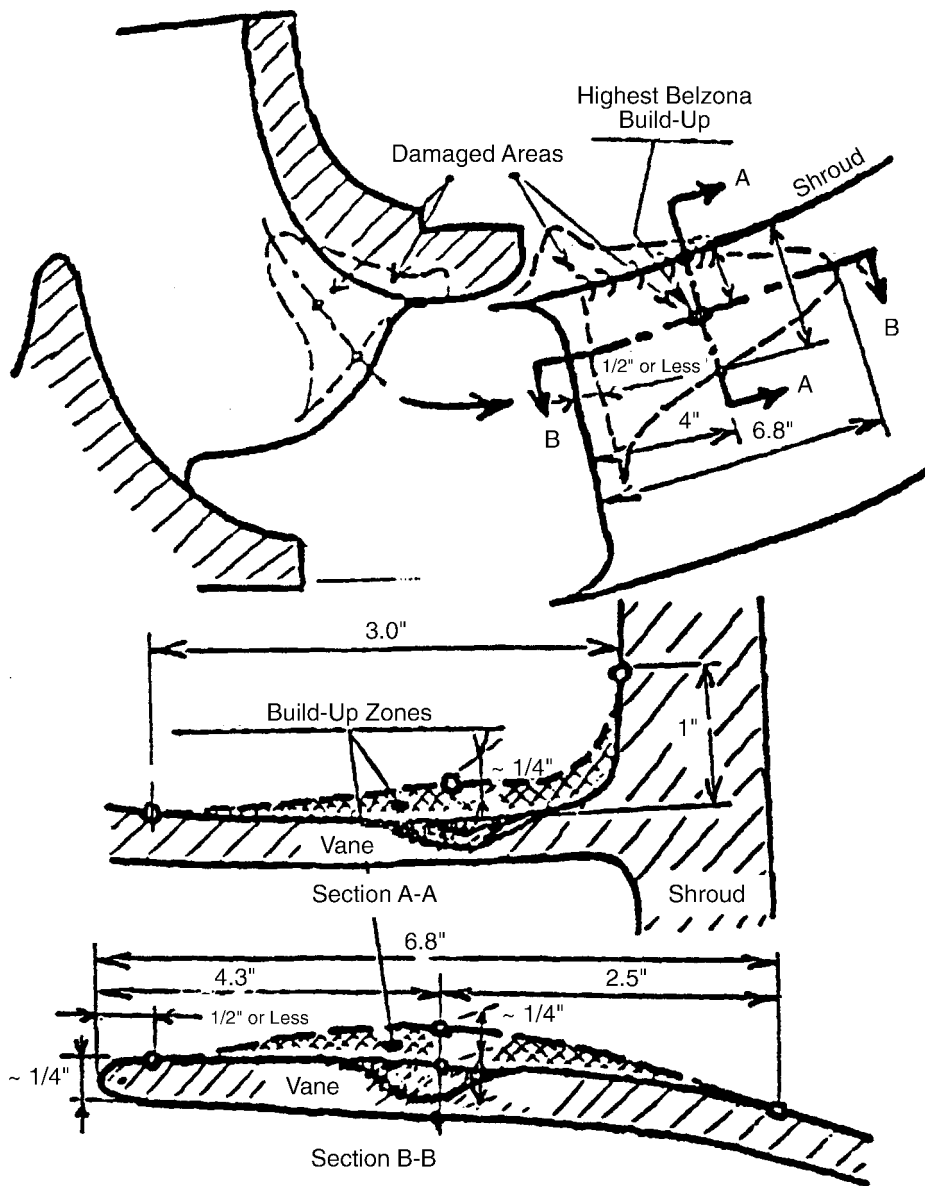 Highest Belzona
Build-Up
Damaged Areas
A
Shroud
B
1/2" or Less
A
B
4"
6.8"
3.0"
Build-Up Zones
~ 1/4"
1"
Vane
Section A-A
Shroud
6.8"
4.3"
2.5"
1/2" or Less
~ 1/4"
~ 1/4"
Vane
Section B-B